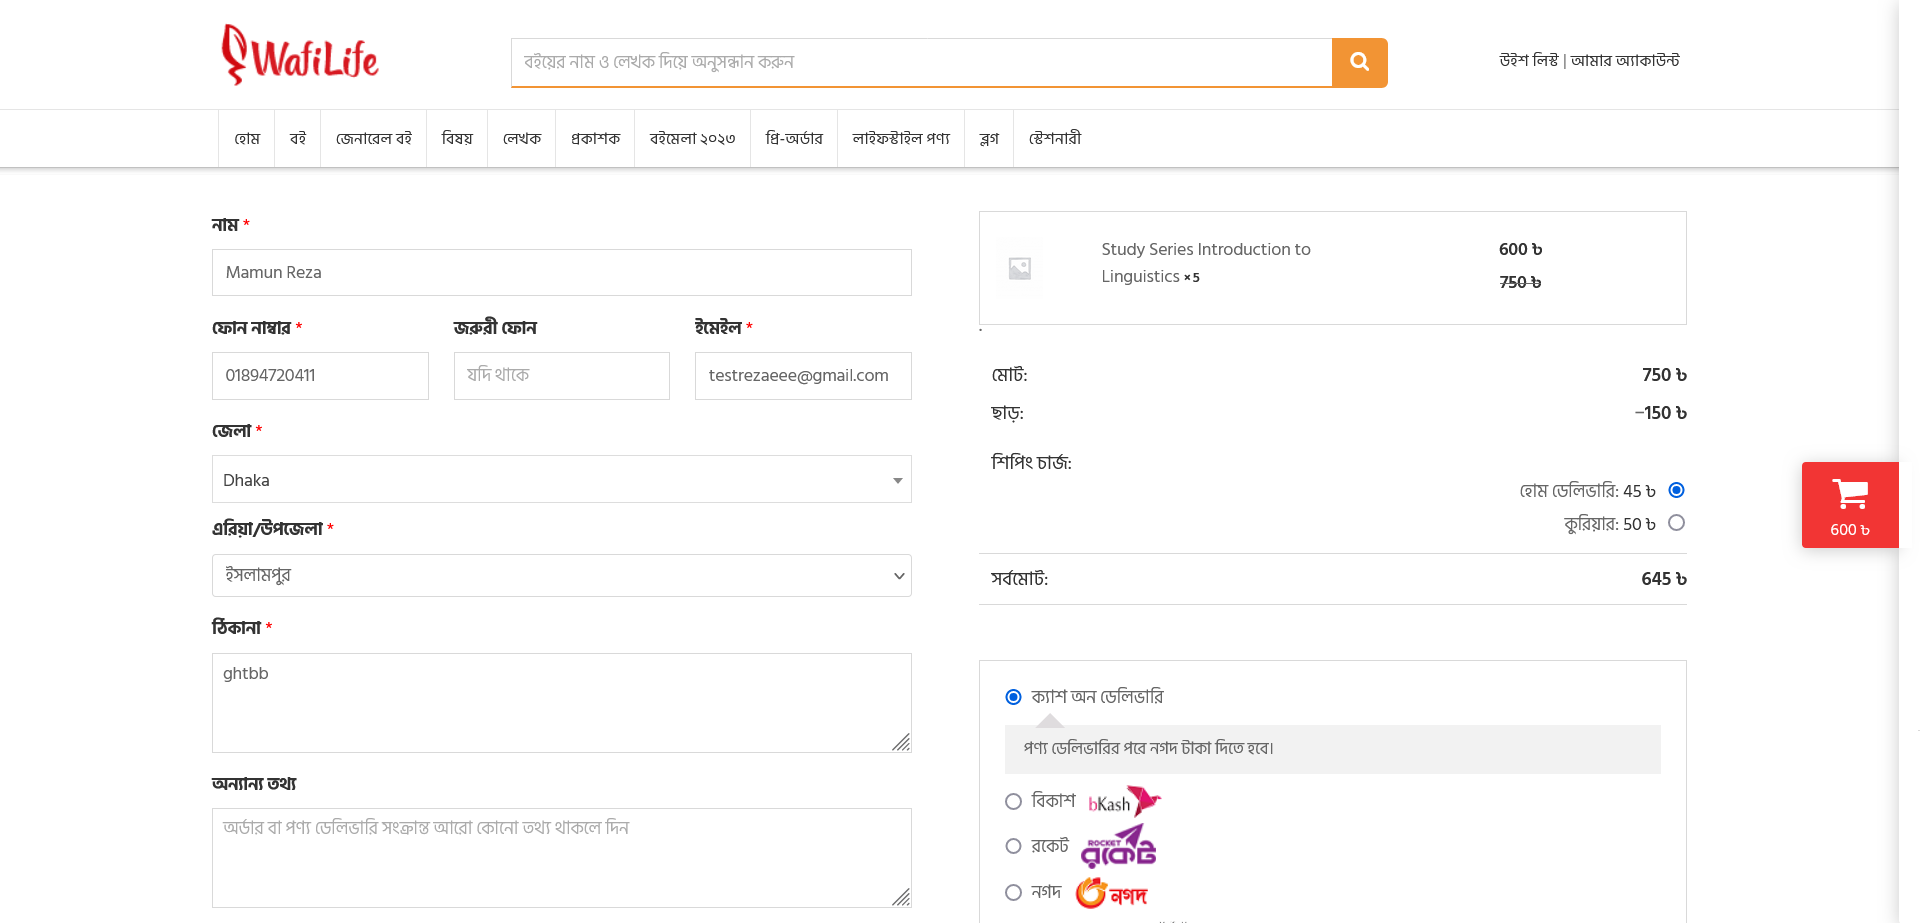 WafiLife
বইয়ের নাম ও লেখক দিয়ে অনুসন্ধান করুন
উইশ লিস্ট | আমার অ্যাকাউন্ট
হোম
বই
জেনারেল বই
বিষয়
লেখক
প্রকাশক
বইমেলা ২০২৩
প্রি-অর্ডার
লাইফস্টাইল পণ্য
ব্লগ
স্টেশনারী
নাম *
Mamun Reza
ফোন নাম্বার *
জরুরী ফোন
ইমেইল *
01894720411
যদি থাকে
testrezaeee@gmail.com
জেলা *
Dhaka
এরিয়া/উপজেলা *
ইসলামপুর
ঠিকানা *
ghtbb
অন্যান্য তথ্য
অর্ডার বা পণ্য ডেলিভারি সংক্রান্ত আরো কোনো তথ্য থাকলে দিন
Study Series Introduction to
Linguistics × 5
600 ৳
750 ৳
মোট: 750 ৳
ছাড়: -150 ৳
শিপিং চার্জ:
হোম ডেলিভারি: 45 ৳
কুরিয়ার: 50 ৳
সর্বমোট: 645 ৳
600 ৳
ক্যাশ অন ডেলিভারি
পণ্য ডেলিভারির পরে নগদ টাকা দিতে হবে।
বিকাশ bKash
রকেট ROCKET রকেট
নগদ নগদ